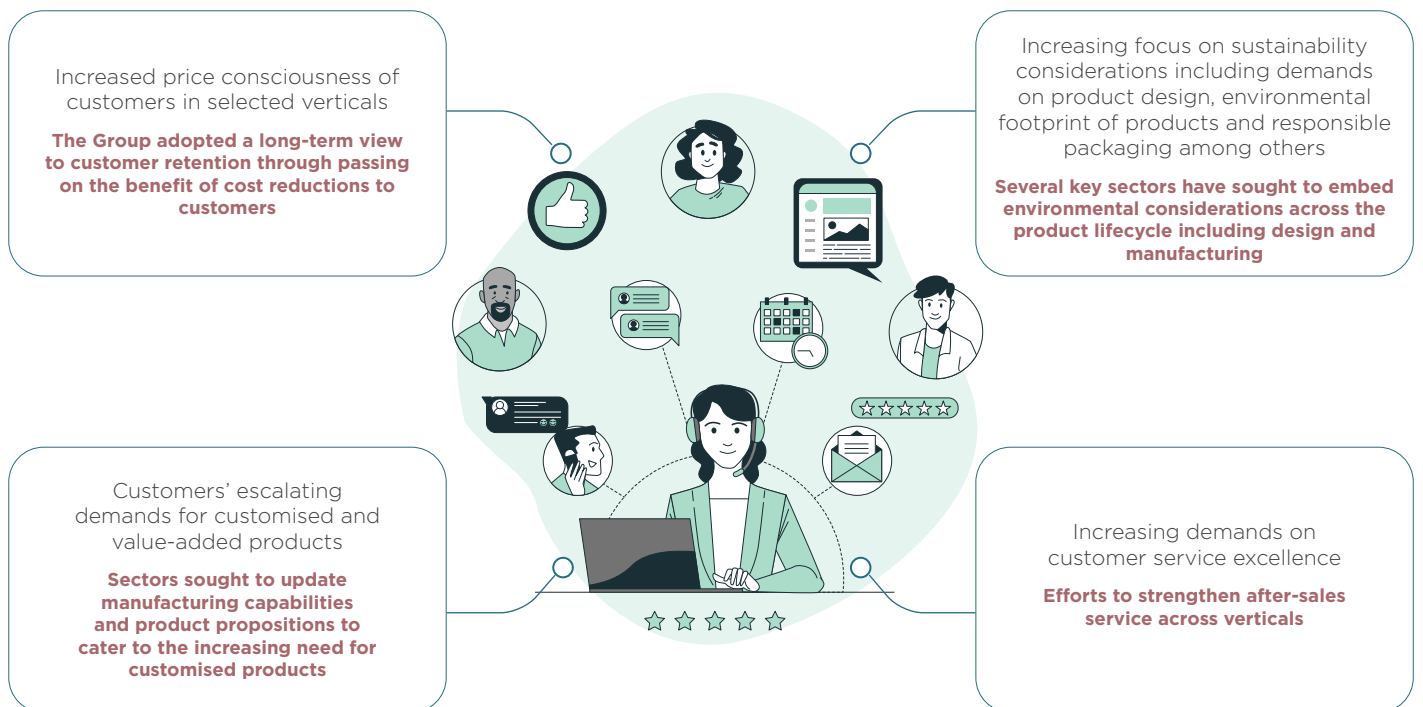 Increased price consciousness of
customers in selected verticals
The Group adopted a long-term view
to customer retention through passing
on the benefit of cost reductions to
customers
Increasing focus on sustainability
considerations including demands
on product design, environmental
footprint of products and responsible
packaging among others
Several key sectors have sought to embed
environmental considerations across the
product lifecycle including design and
manufacturing
Customers’ escalating
demands for customised and
value-added products
Sectors sought to update
manufacturing capabilities
and product propositions to
cater to the increasing need for
customised products
Increasing demands on
customer service excellence
Efforts to strengthen after-sales
service across verticals